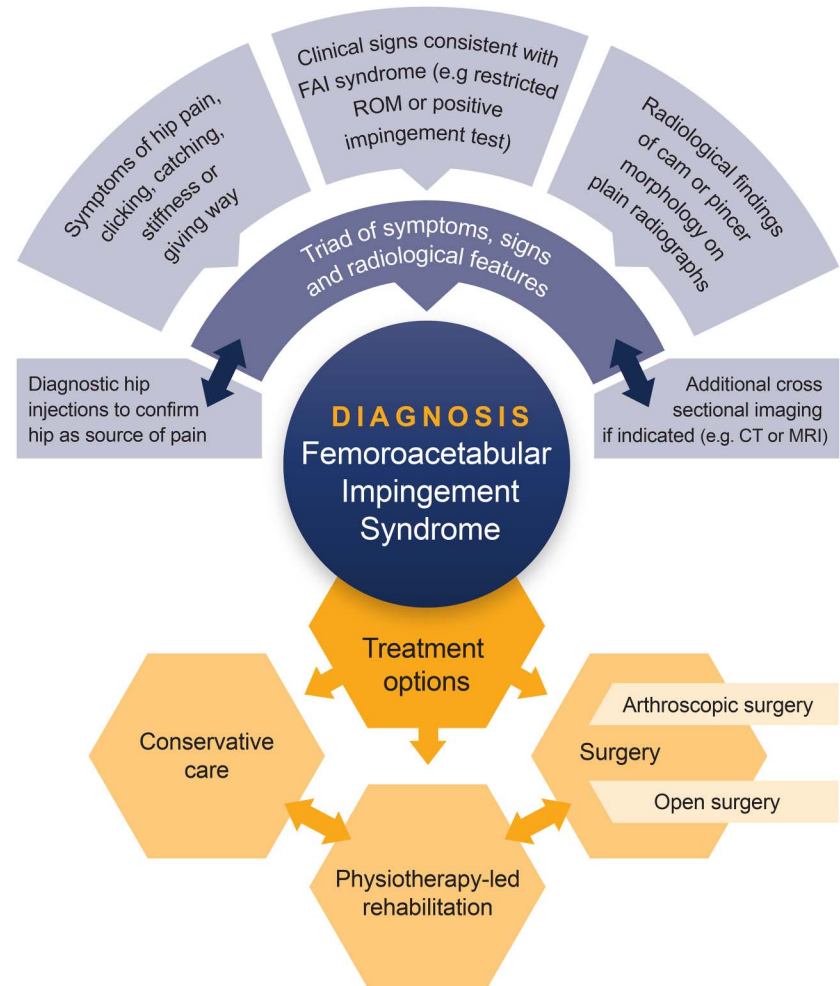 Symptoms of hip pain,
clicking, catching,
stiffness or
giving way
Clinical signs consistent with
FAI syndrome (e.g restricted
ROM or positive
impingement test)
Radiological findings
of cam or pincer
morphology on
plain radiographs
Triad of symptoms, signs
and radiological features
Diagnostic hip
injections to confirm
hip as source of pain
Additional cross
sectional imaging
if indicated (e.g. CT or MRI)
DIAGNOSIS
Femoroacetabular
Impingement
Syndrome
Treatment
options
Conservative
care
Arthroscopic surgery
Surgery
Open surgery
Physiotherapy-led
rehabilitation